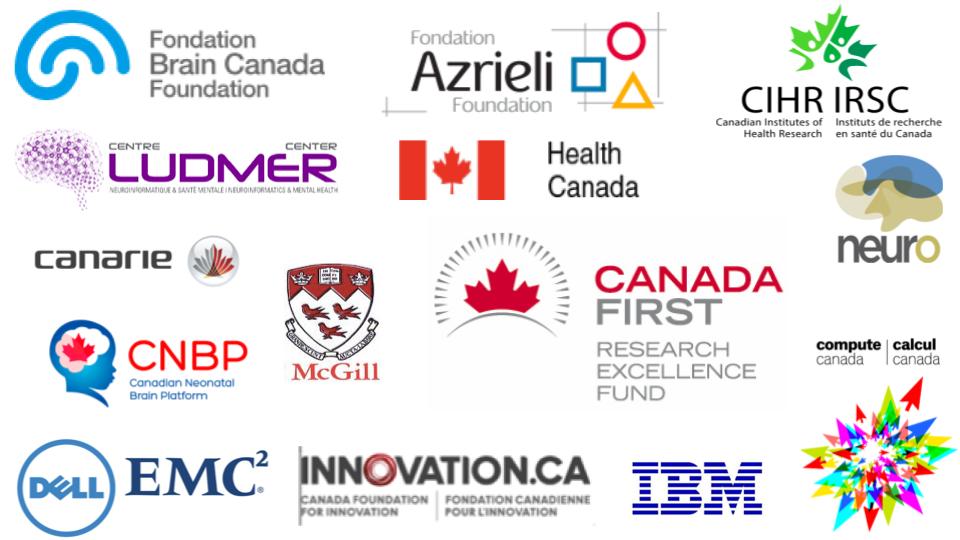 Fondation
Brain Canada
Foundation
Fondation
Azrieli
Foundation
CIHR IRSC
Canadian Institutes of Health Research
Instituts de recherche en santé du Canada
CENTRE CENTER
LUDMER
NEUROINFORMATIQUE & SANTÉ MENTALE | NEUROINFORMATICS & MENTAL HEALTH
Health
Canada
neuro
canarie
McGill
CANADA
FIRST
RESEARCH
EXCELLENCE
FUND
CNBP
Canadian Neonatal
Brain Platform
compute | calcul
canada | canada
DELL
EMC²
INNOVATION.CA
CANADA FOUNDATION
FOR INNOVATION
FONDATION CANADIENNE
POUR L'INNOVATION
IBM